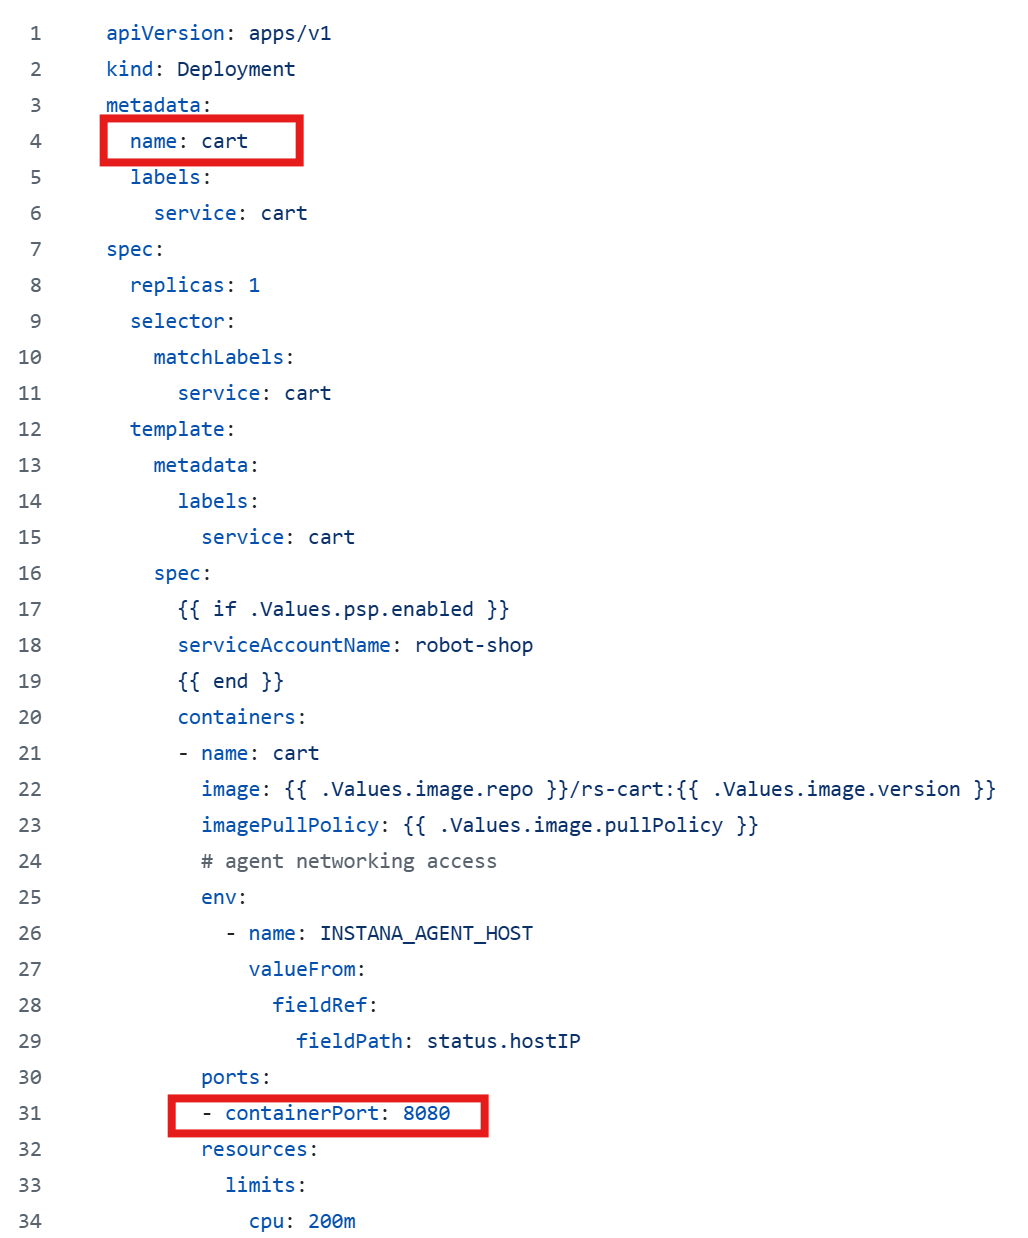 1 apiVersion: apps/v1
2 kind: Deployment
3 metadata:
4   name: cart
5   labels:
6     service: cart
7 spec:
8   replicas: 1
9   selector:
10     matchLabels:
11       service: cart
12   template:
13     metadata:
14       labels:
15         service: cart
16     spec:
17       {{ if .Values.psp.enabled }}
18       serviceAccountName: robot-shop
19       {{ end }}
20       containers:
21       - name: cart
22         image: {{ .Values.image.repo }}/rs-cart:{{ .Values.image.version }}
23         imagePullPolicy: {{ .Values.image.pullPolicy }}
24         # agent networking access
25         env:
26           - name: INSTANA_AGENT_HOST
27             valueFrom:
28               fieldRef:
29                 fieldPath: status.hostIP
30         ports:
31         - containerPort: 8080
32         resources:
33           limits:
34             cpu: 200m